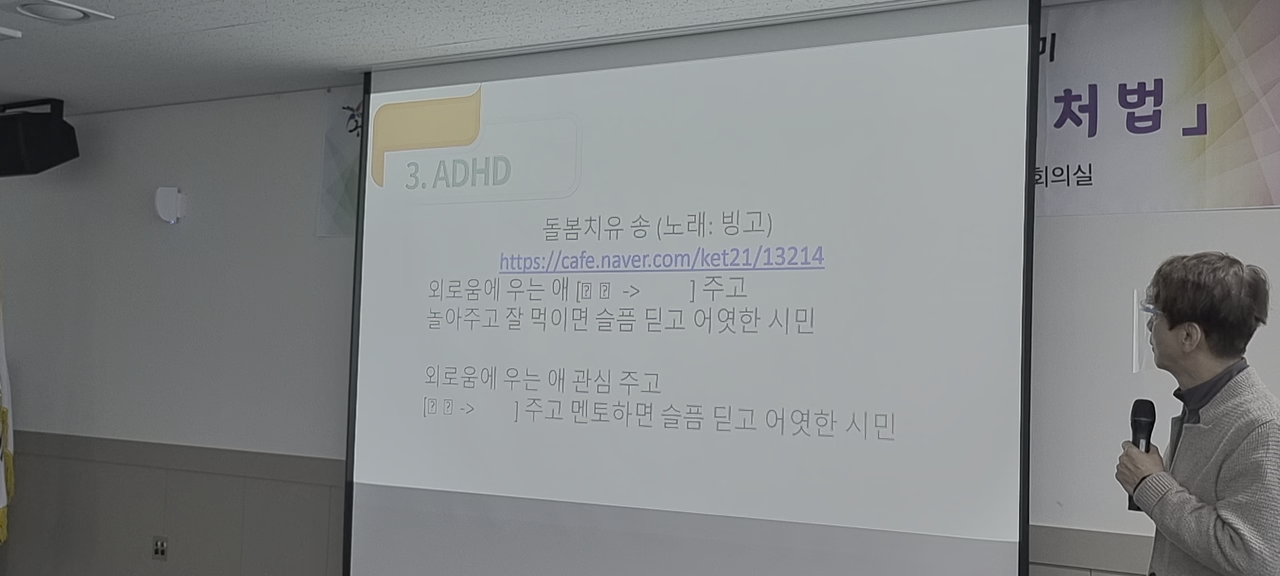 3. ADHD
돌봄치유 송 (노래: 빙고)
https://cafe.naver.com/ket21/13214
외로움에 우는 애 [? ? -> ] 주고
놀아주고 잘 먹이면 슬픔 딛고 어엿한 시민
외로움에 우는 애 관심 주고
[? ? -> ] 주고 멘토하면 슬픔 딛고 어엿한 시민
미
처법」
회의실